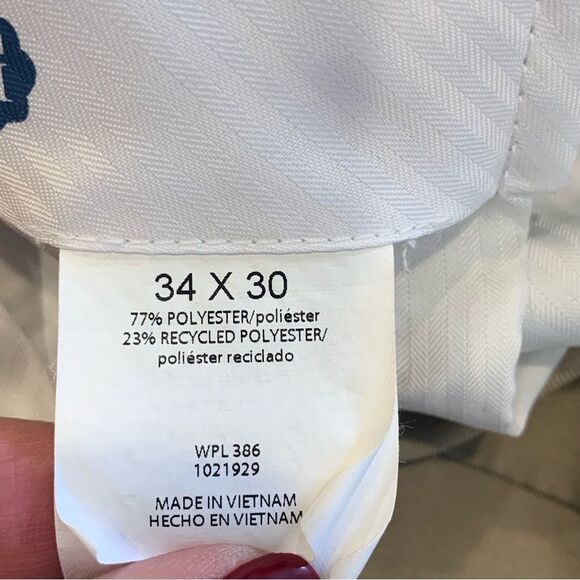 34 X 30
77% POLYESTER/poliéster
23% RECYCLED POLYESTER/
poliéster reciclado
WPL 386
1021929
MADE IN VIETNAM
HECHO EN VIETNAM